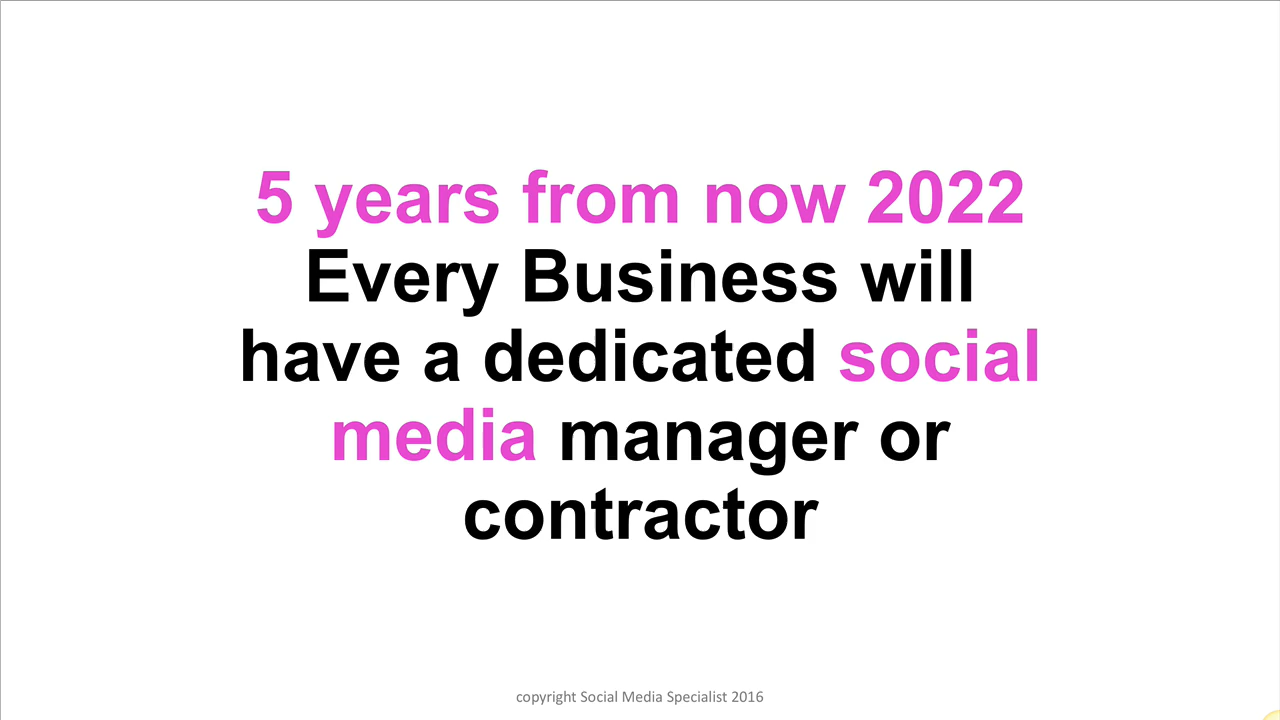 5 years from now 2022
Every Business will
have a dedicated social
media manager or
contractor
copyright Social Media Specialist 2016